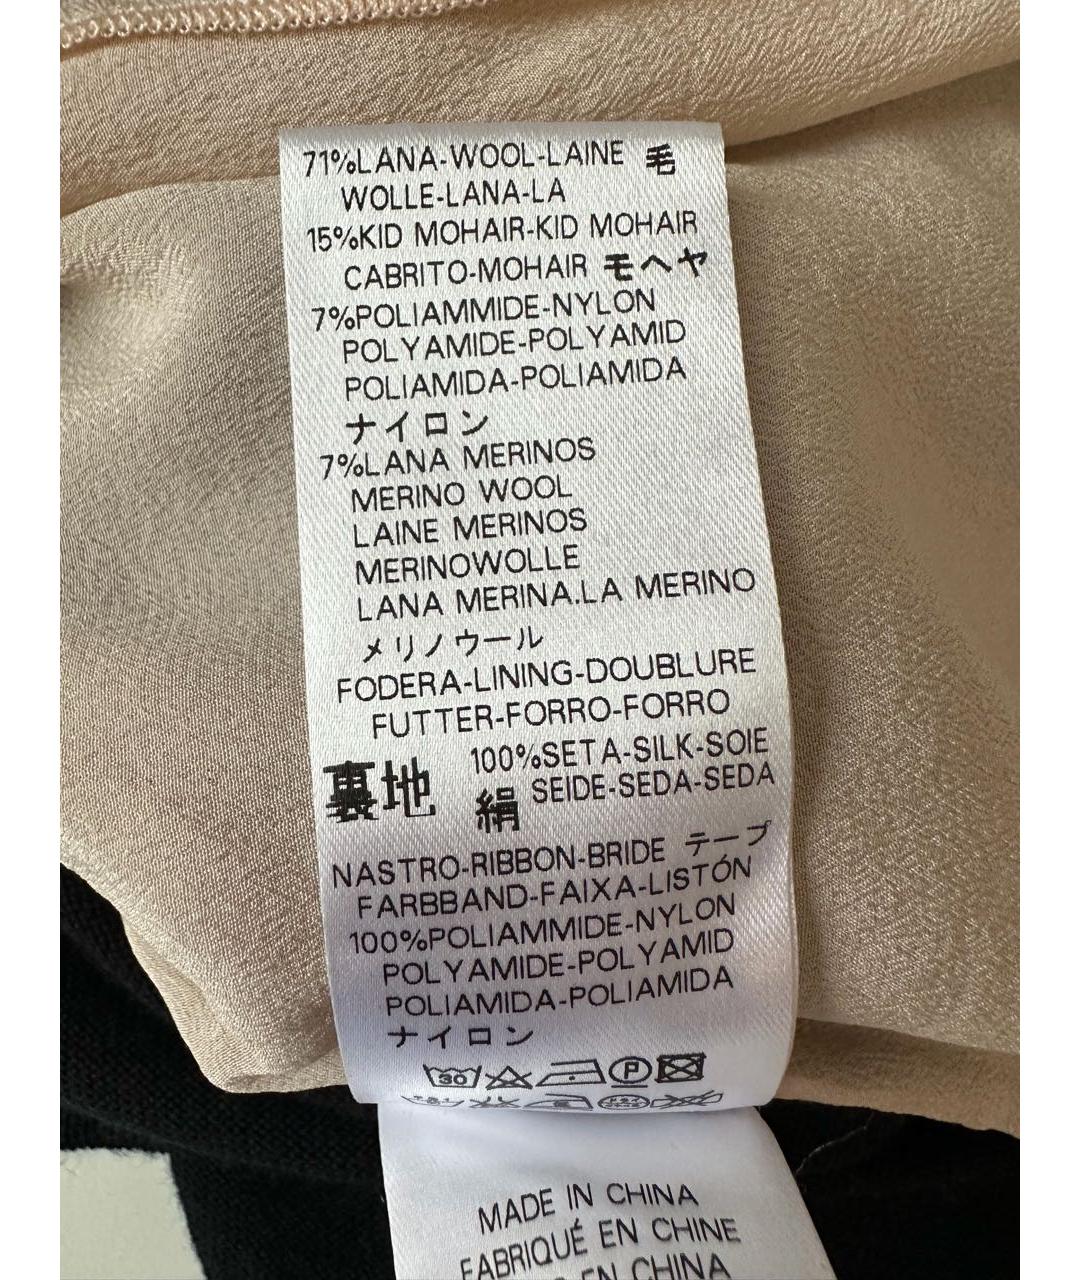 71%LANA-WOOL-LAINE 毛
WOLLE-LANA-LA
15%KID MOHAIR-KID MOHAIR
CABRITO-MOHAIR モヘヤ
7%POLIAMMIDE-NYLON
POLYAMIDE-POLYAMID
POLIAMIDA-POLIAMIDA
ナイロン
7%LANA MERINOS
MERINO WOOL
LAINE MERINOS
MERINOWOLLE
LANA MERINA.LA MERINO
メリノウール
FODERA-LINING-DOUBLURE
FUTTER-FORRO-FORRO
100%SETA-SILK-SOIE
裏地 絹 SEIDE-SEDA-SEDA
NASTRO-RIBBON-BRIDE テープ
FARBBAND-FAIXA-LISTÓN
100%POLIAMMIDE-NYLON
POLYAMIDE-POLYAMID
POLIAMIDA-POLIAMIDA
ナイロン
30 P
MADE IN CHINA
FABRIQUÉ EN CHINE
EN CHINA